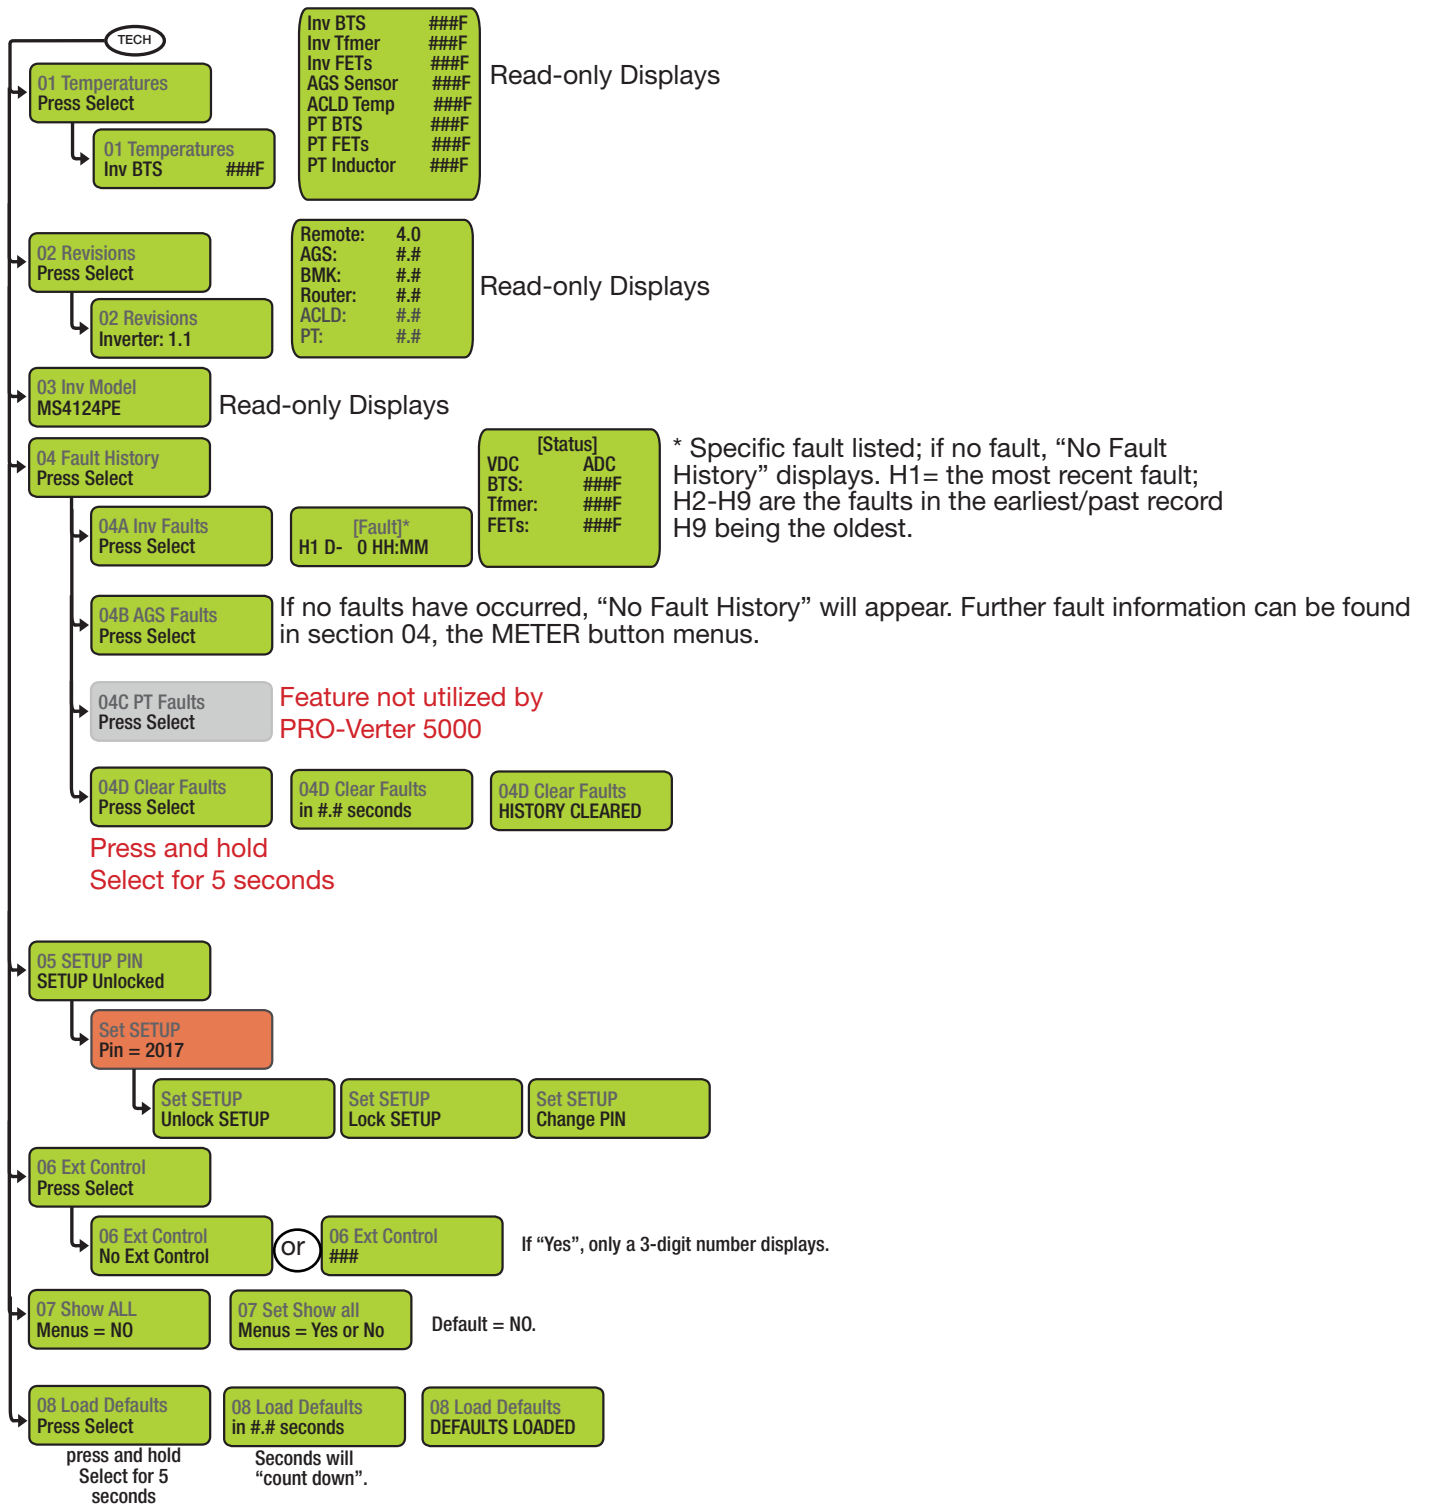 TECH
01 Temperatures
Press Select
01 Temperatures
Inv BTS ###F
Inv BTS ###F
Inv Tfmer ###F
Inv FETs ###F
AGS Sensor ###F
ACLD Temp ###F
PT BTS ###F
PT FETs ###F
PT Inductor ###F
Read-only Displays
02 Revisions
Press Select
02 Revisions
Inverter: 1.1
Remote: 4.0
AGS: #.#
BMK: #.#
Router: #.#
ACLD: #.#
PT: #.#
Read-only Displays
03 Inv Model
MS4124PE
Read-only Displays
04 Fault History
Press Select
04A Inv Faults
Press Select
[Fault]*
H1 D- 0 HH:MM
[Status]
VDC ADC
BTS: ###F
Tfmer: ###F
FETs: ###F
* Specific fault listed; if no fault, “No Fault
History” displays. H1= the most recent fault;
H2-H9 are the faults in the earliest/past record
H9 being the oldest.
04B AGS Faults
Press Select
If no faults have occurred, “No Fault History” will appear. Further fault information can be found
in section 04, the METER button menus.
04C PT Faults
Press Select
Feature not utilized by
PRO-Verter 5000
04D Clear Faults
Press Select
04D Clear Faults
in #.# seconds
04D Clear Faults
HISTORY CLEARED
Press and hold
Select for 5 seconds
05 SETUP PIN
SETUP Unlocked
Set SETUP
Pin = 2017
Set SETUP
Unlock SETUP
Set SETUP
Lock SETUP
Set SETUP
Change PIN
06 Ext Control
Press Select
06 Ext Control
No Ext Control
or
06 Ext Control
###
If “Yes”, only a 3-digit number displays.
07 Show ALL
Menus = NO
07 Set Show all
Menus = Yes or No
Default = NO.
08 Load Defaults
Press Select
08 Load Defaults
in #.# seconds
08 Load Defaults
DEFAULTS LOADED
press and hold
Select for 5
seconds
Seconds will
“count down”.